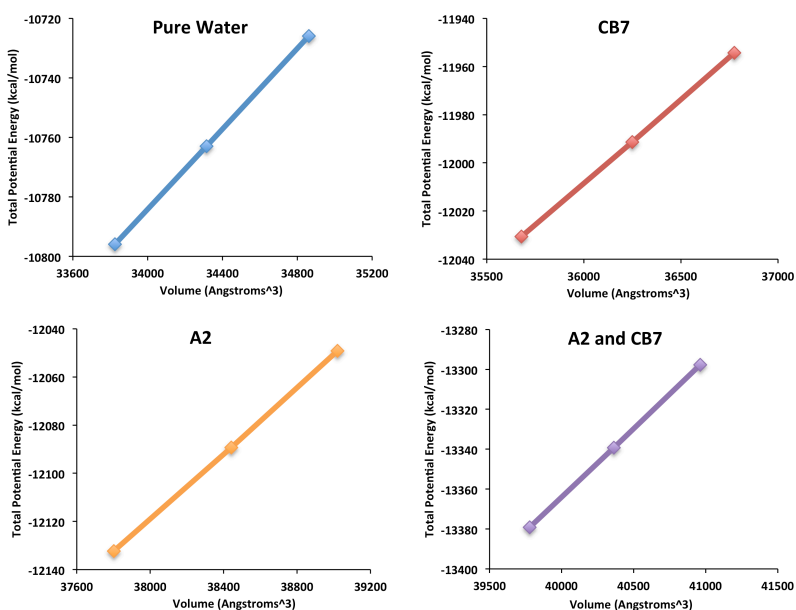 Pure Water
Total Potential Energy (kcal/mol)
-10720
-10740
-10760
-10780
-10800
33600 34000 34400 34800 35200
Volume (Angstroms^3)
CB7
Total Potential Energy (kcal/mol)
-11940
-11960
-11980
-12000
-12020
-12040
35500 36000 36500 37000
Volume (Angstroms^3)
A2
Total Potential Energy (kcal/mol)
-12040
-12060
-12080
-12100
-12120
-12140
37600 38000 38400 38800 39200
Volume (Angstroms^3)
A2 and CB7
Total Potential Energy (kcal/mol)
-13280
-13300
-13320
-13340
-13360
-13380
-13400
39500 40000 40500 41000 41500
Volume (Angstroms^3)